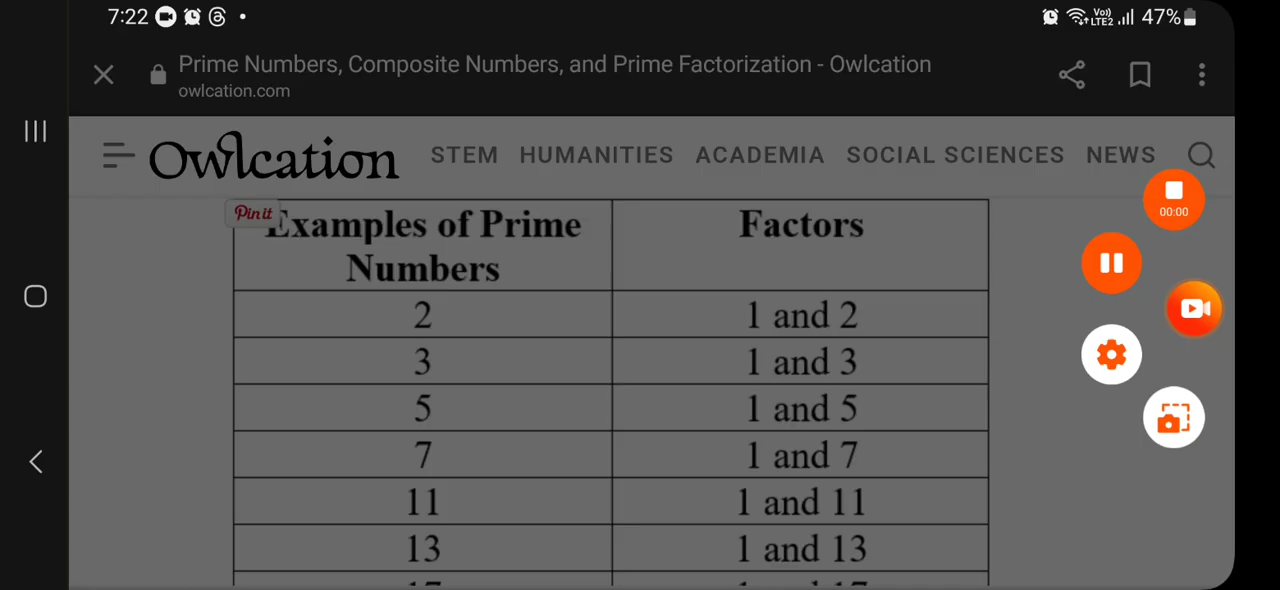 7:22 Vo)) LTE2 47%
Prime Numbers, Composite Numbers, and Prime Factorization - Owlcation
owlcation.com
Owlcation STEM HUMANITIES ACADEMIA SOCIAL SCIENCES NEWS
00:00
Pin it
Examples of Prime Numbers Factors
2 1 and 2
3 1 and 3
5 1 and 5
7 1 and 7
11 1 and 11
13 1 and 13